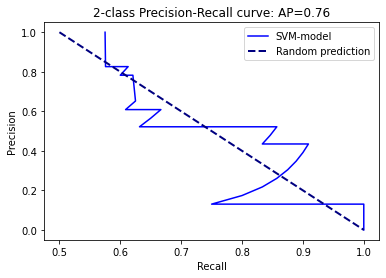 2-class Precision-Recall curve: AP=0.76
SVM-model
Random prediction
Precision
1.0
0.8
0.6
0.4
0.2
0.0
0.5 0.6 0.7 0.8 0.9 1.0
Recall